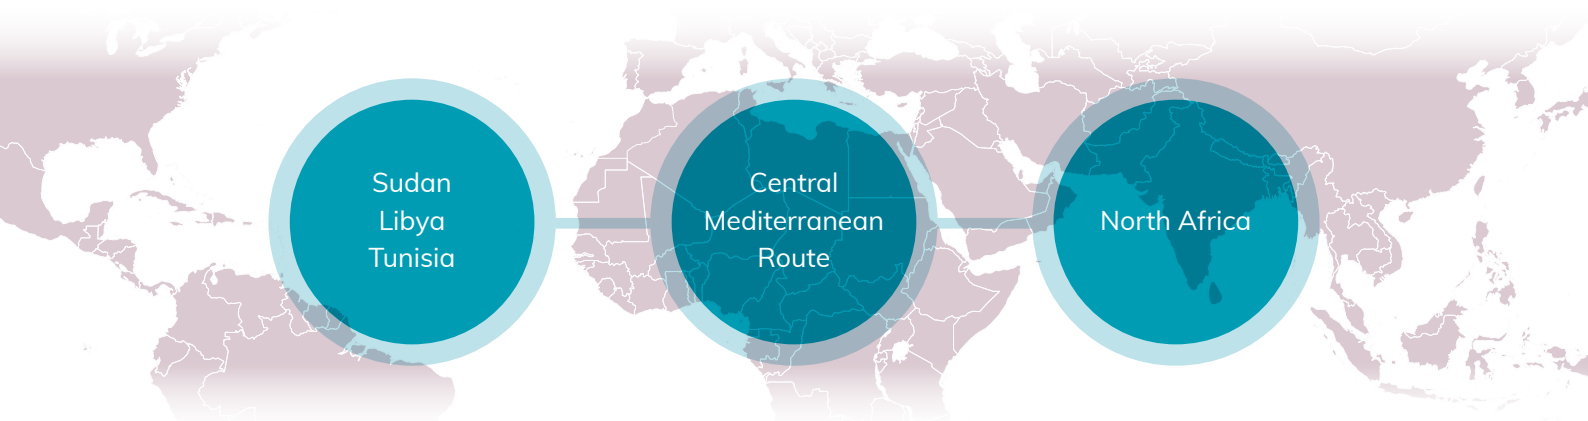 Sudan
Libya
Tunisia
Central
Mediterranean
Route
North Africa